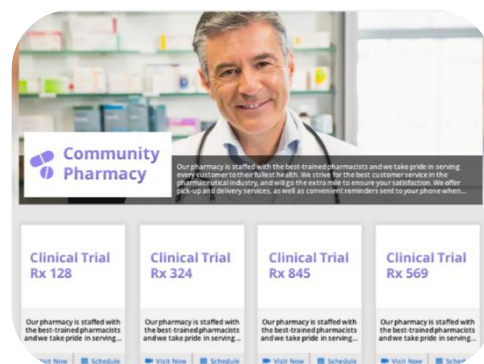 Community
Pharmacy
Our pharmacy is staffed with the best-trained pharmacists and we take pride in serving
every customer to their fullest health. We strive for the best customer service in the
pharmaceutical industry, and will go the extra mile to ensure your satisfaction. We offer
pick-up and delivery services, as well as convenient reminders sent to your phone when...
Clinical Trial
Rx 128
Our pharmacy is staffed with
the best-trained pharmacists
and we take pride in serving...
Visit Now Schedule
Clinical Trial
Rx 324
Our pharmacy is staffed with
the best-trained pharmacists
and we take pride in serving...
Visit Now Schedule
Clinical Trial
Rx 845
Our pharmacy is staffed with
the best-trained pharmacists
and we take pride in serving...
Visit Now Schedule
Clinical Trial
Rx 569
Our pharmacy is staffed with
the best-trained pharmacists
and we take pride in serving...
Visit Now Schedule